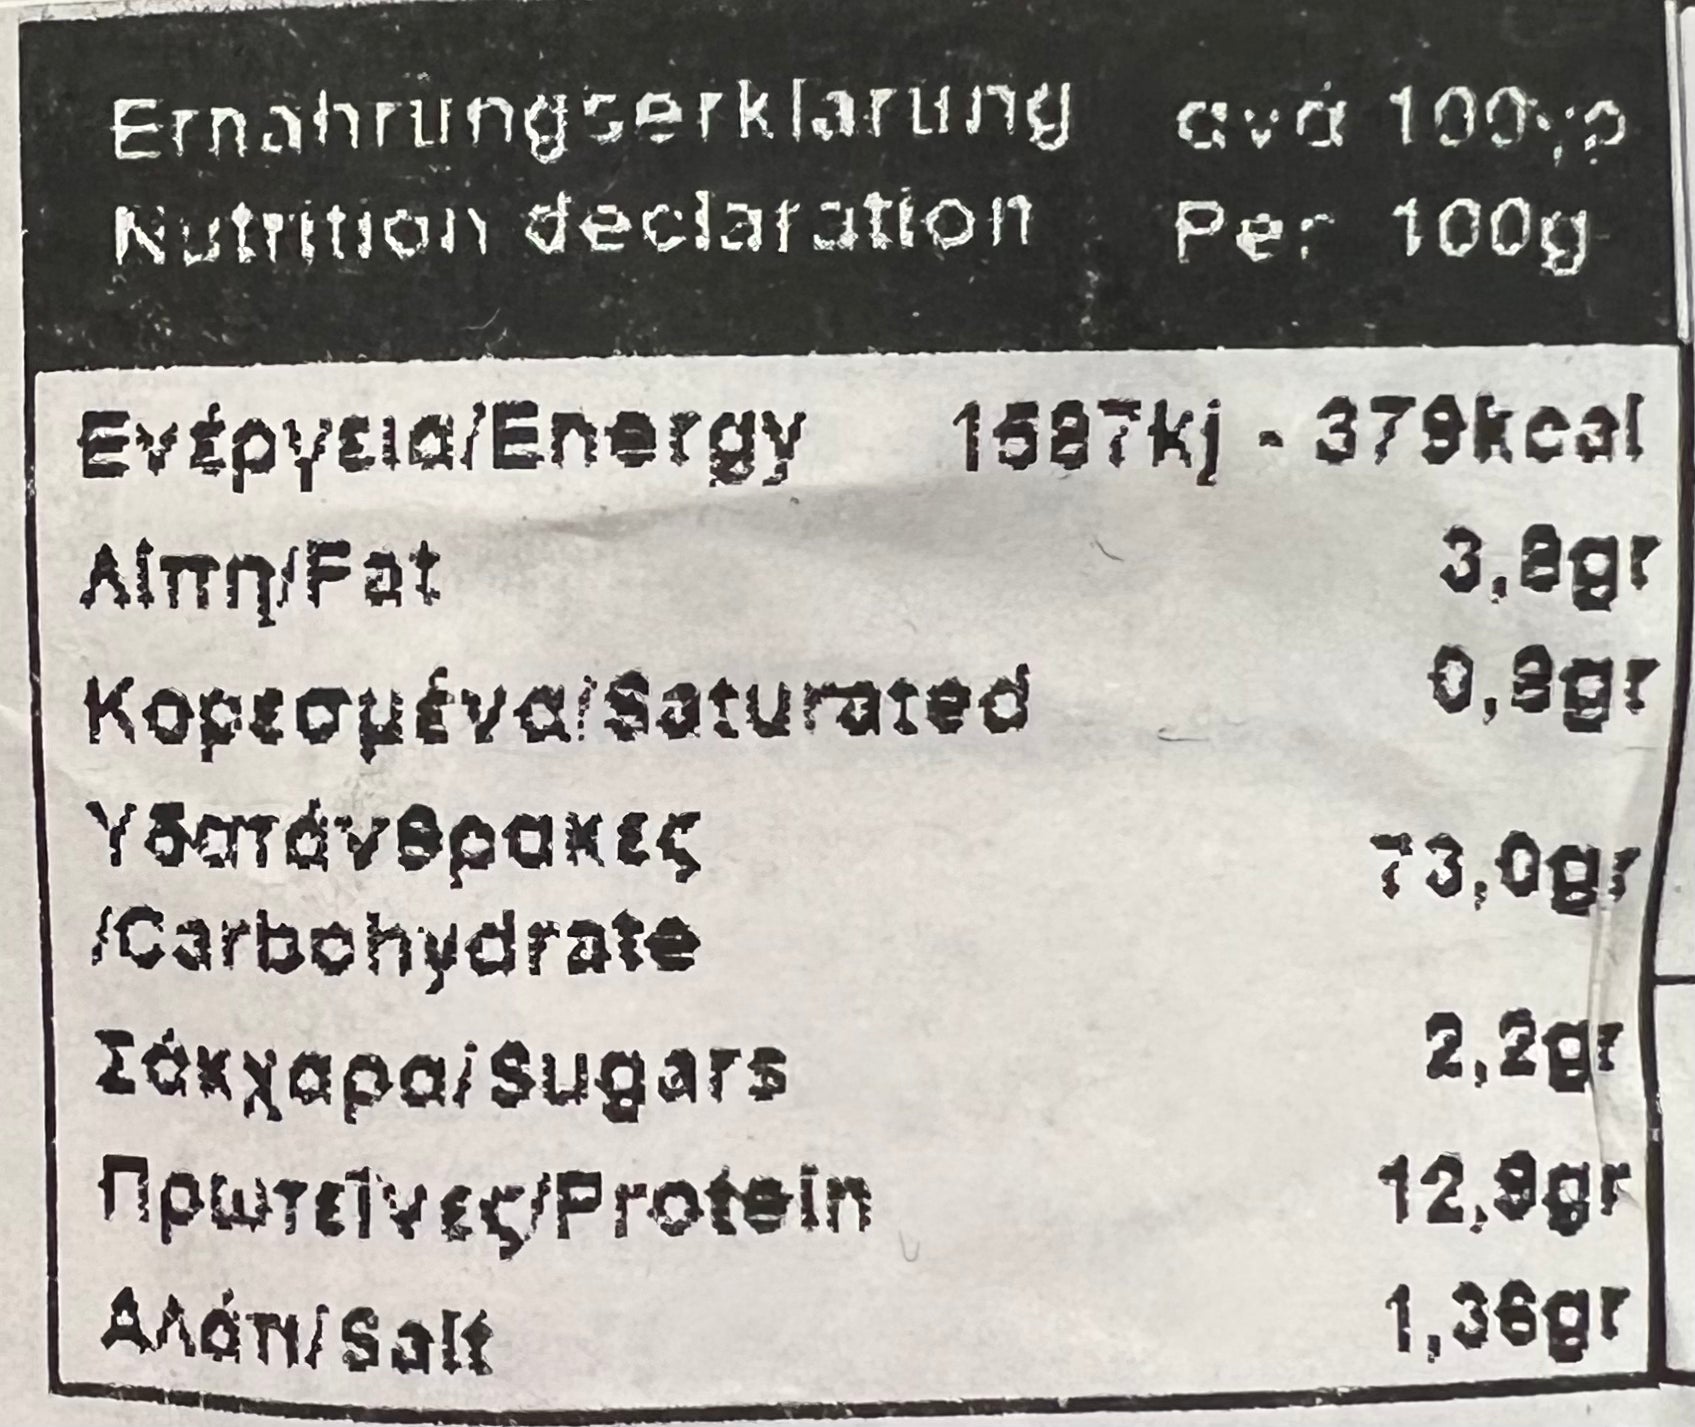 Ernährungserklärung ανά 100γρ
Nutrition declaration Per 100g
Ενέργεια/Energy 1587kj - 379kcal
Λίπη/Fat 3,8gr
Κορεσμένα/Saturated 0,8gr
Υδατάνθρακες 73,0gr
/Carbohydrate
Σάκχαρα/Sugars 2,2gr
Πρωτεΐνες/Protein 12,9gr
Αλάτι/Salt 1,36gr